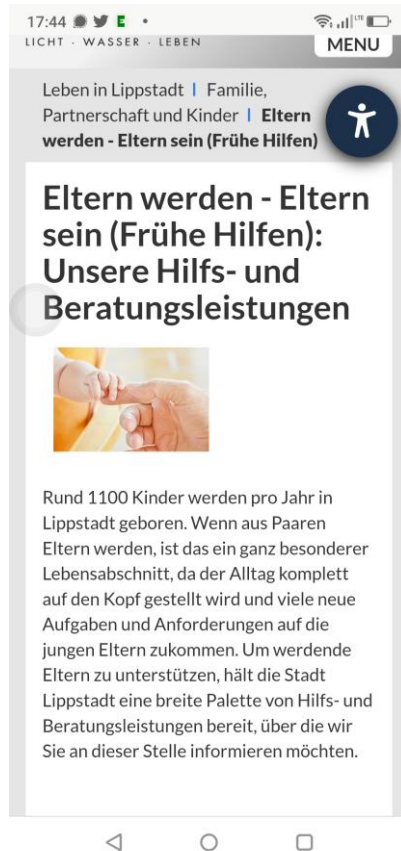 17:44
LICHT · WASSER · LEBEN
MENU
Leben in Lippstadt | Familie,
Partnerschaft und Kinder | Eltern
werden - Eltern sein (Frühe Hilfen)
Eltern werden - Eltern
sein (Frühe Hilfen):
Unsere Hilfs- und
Beratungsleistungen
Rund 1100 Kinder werden pro Jahr in
Lippstadt geboren. Wenn aus Paaren
Eltern werden, ist das ein ganz besonderer
Lebensabschnitt, da der Alltag komplett
auf den Kopf gestellt wird und viele neue
Aufgaben und Anforderungen auf die
jungen Eltern zukommen. Um werdende
Eltern zu unterstützen, hält die Stadt
Lippstadt eine breite Palette von Hilfs- und
Beratungsleistungen bereit, über die wir
Sie an dieser Stelle informieren möchten.